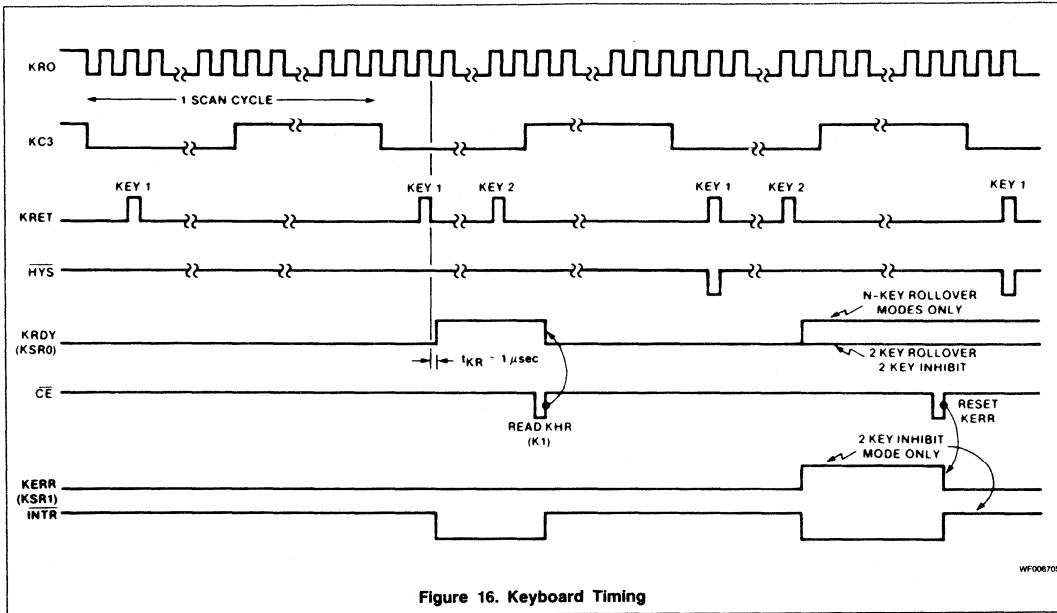 KRO
1 SCAN CYCLE
KC3
KEY 1 KEY 1 KEY 2 KEY 1 KEY 2 KEY 1
KRET
HYS
N-KEY ROLLOVER
MODES ONLY
KRDY
(KSR0)
tKR = 1 μsec
2 KEY ROLLOVER
2 KEY INHIBIT
CE
READ KHR
(K1)
RESET
KERR
2 KEY INHIBIT
MODE ONLY
KERR
(KSR1)
INTR
WF006705
Figure 16. Keyboard Timing